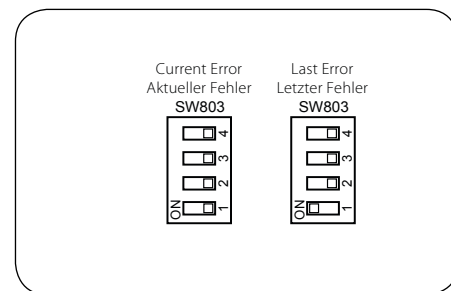 Current Error
Aktueller Fehler
SW803
4
3
2
1
ON
Last Error
Letzter Fehler
SW803
4
3
2
1
ON